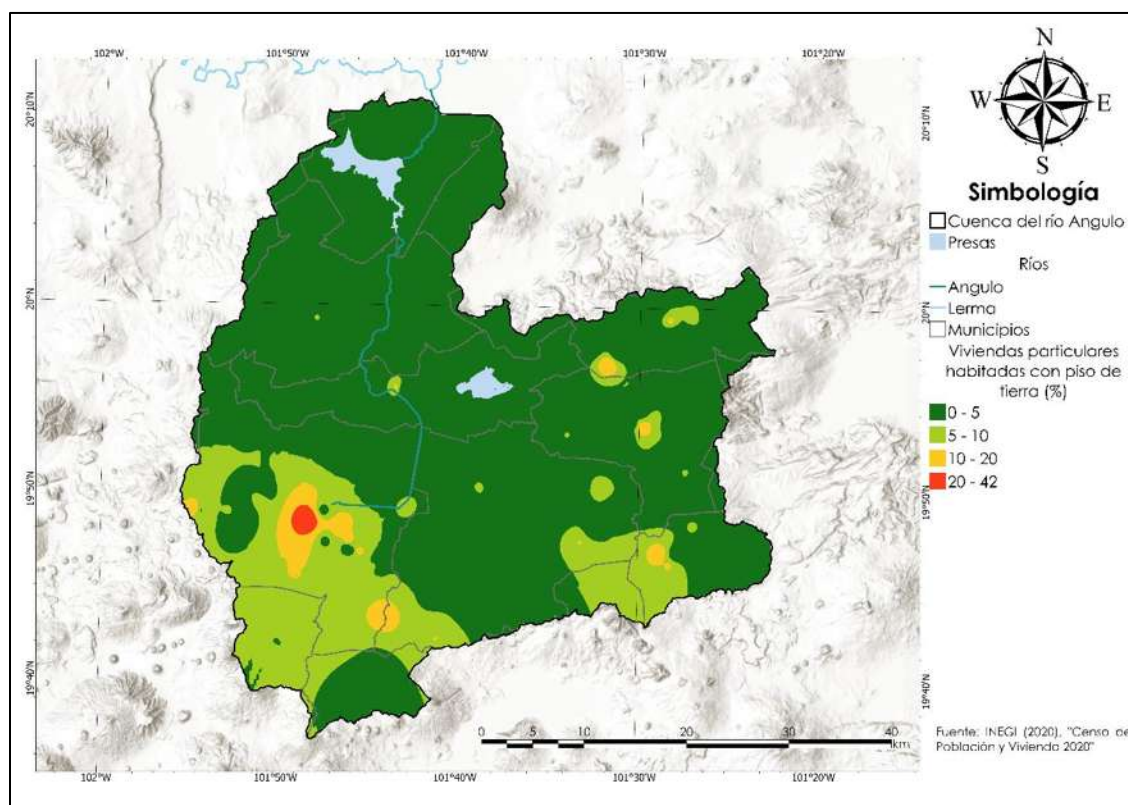 102°W 101°50'W 101°40'W 101°30'W 101°20'W
20°10'N 20°10'N
20°N 20°N
19°50'N 19°50'N
19°40'N 19°40'N
102°W 101°50'W 101°40'W 101°30'W 101°20'W
0 5 10 20 30 40
km
N
W E
S
Simbología
Cuenca del río Angulo
Presas
Ríos
Angulo
Lerma
Municipios
Viviendas particulares
habitadas con piso de
tierra (%)
0 - 5
5 - 10
10 - 20
20 - 42
Fuente: INEGI (2020). "Censo de
Población y Vivienda 2020"